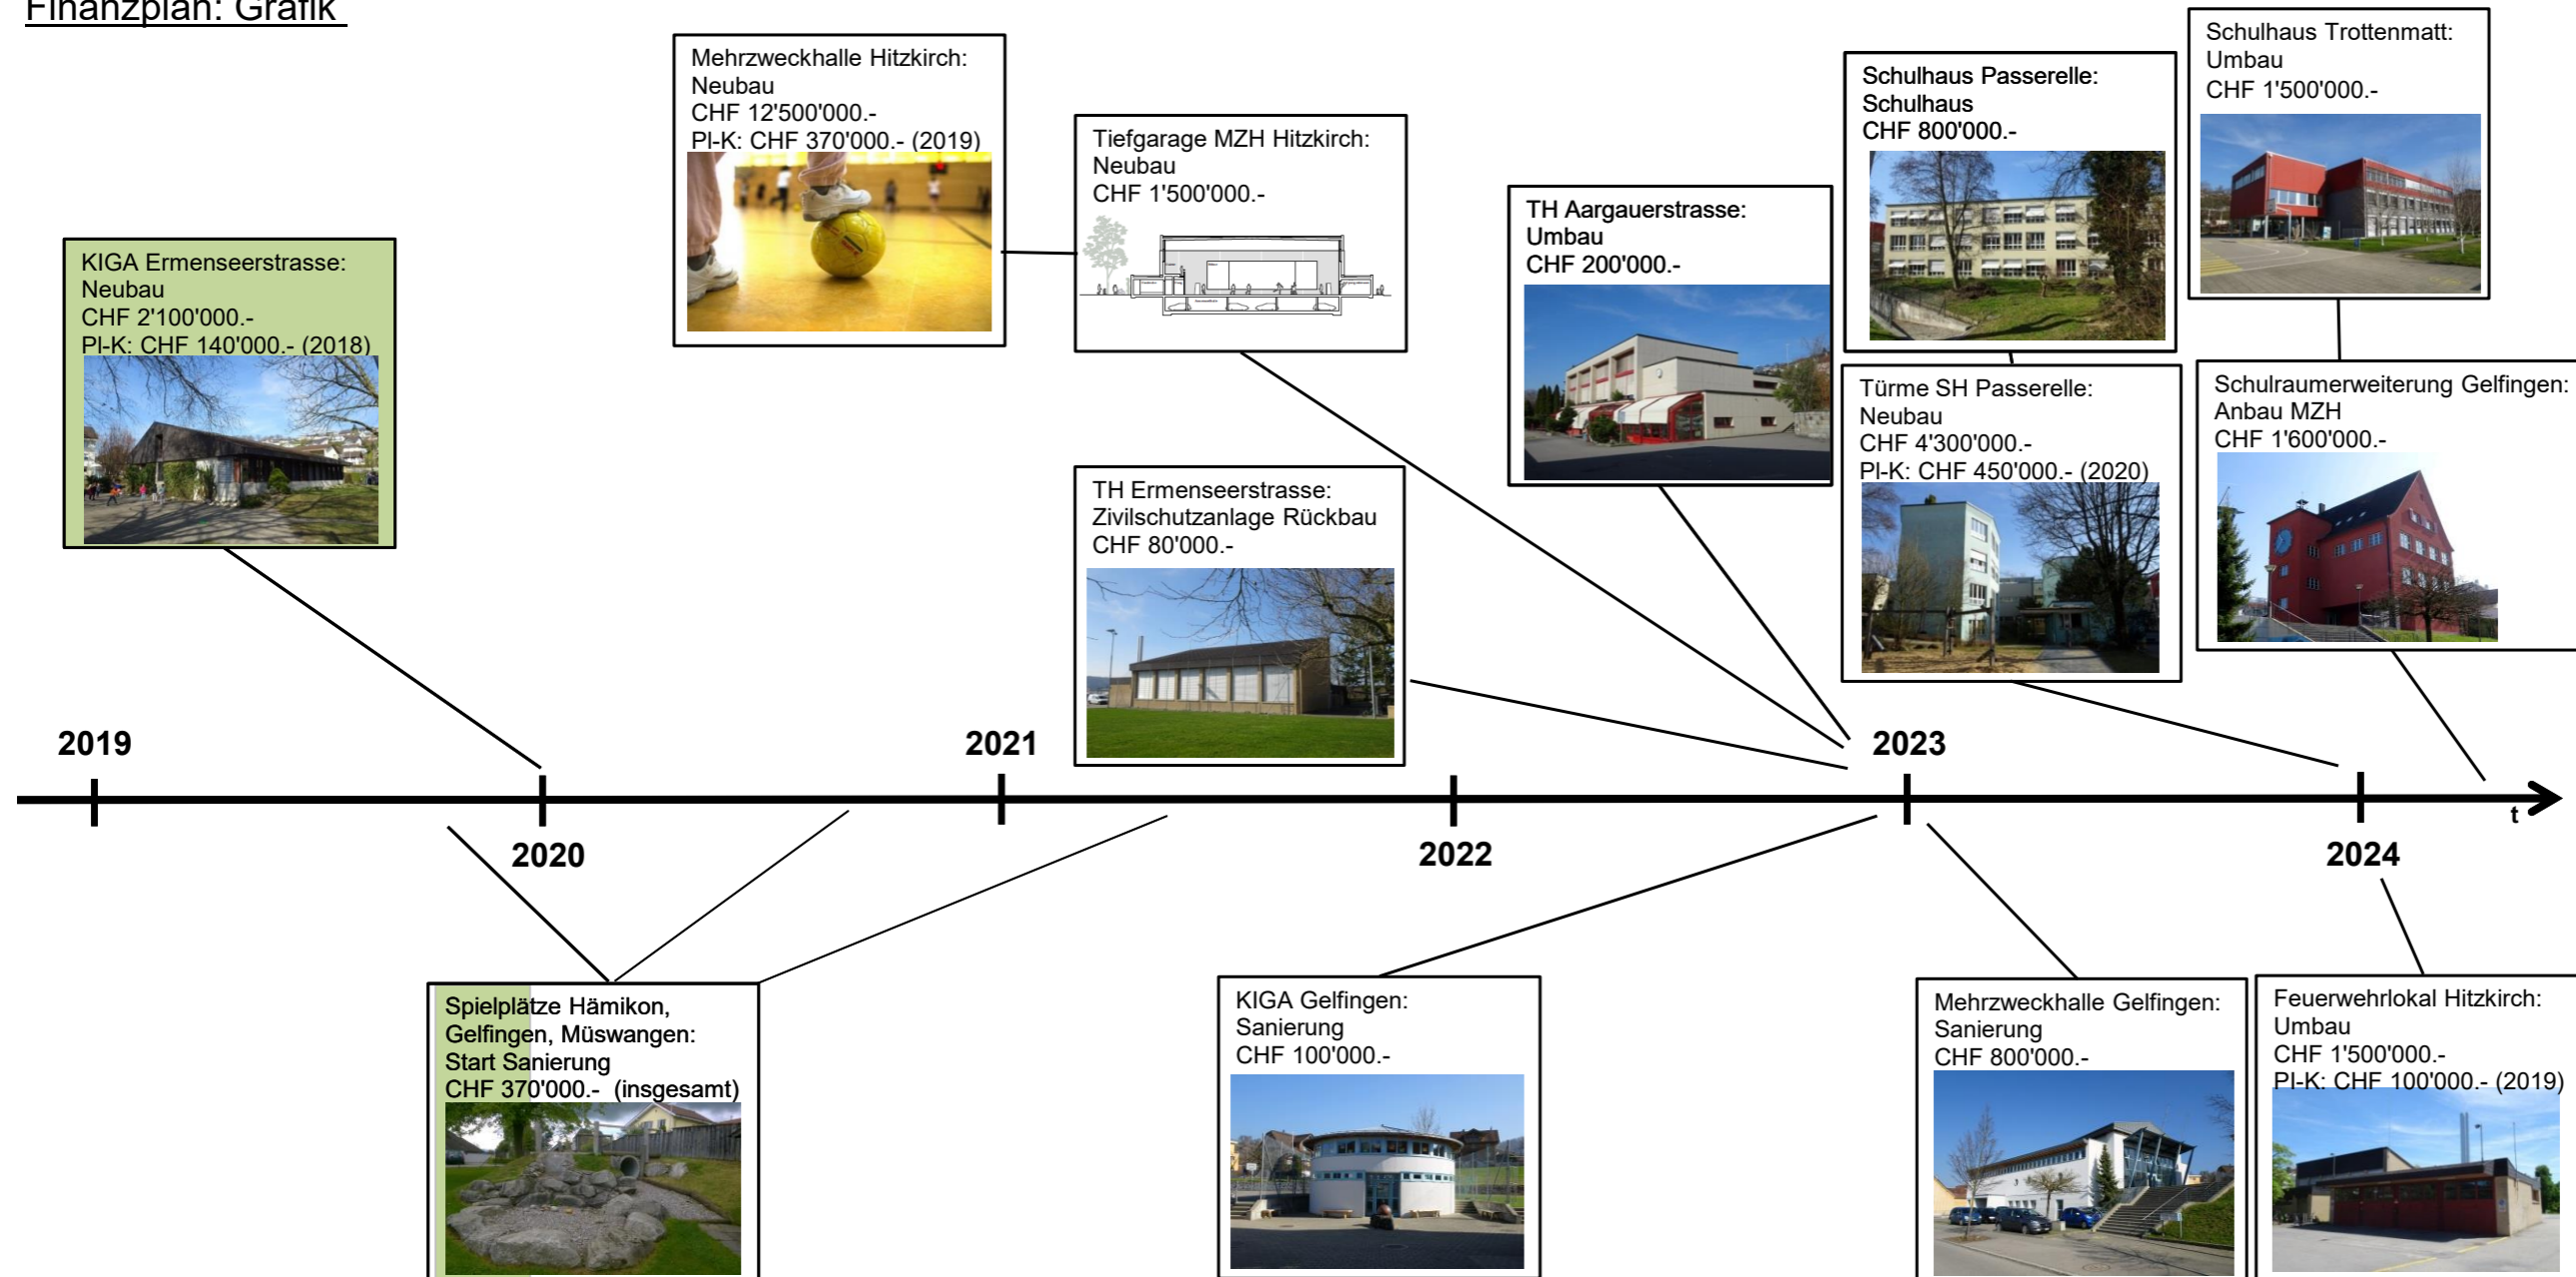 Finanzplan: Grafik
KIGA Ermenseerstrasse:
Neubau
CHF 2'100'000.-
Pl-K: CHF 140'000.- (2018)
Mehrzweckhalle Hitzkirch:
Neubau
CHF 12'500'000.-
Pl-K: CHF 370'000.- (2019)
Tiefgarage MZH Hitzkirch:
Neubau
CHF 1'500'000.-
TH Ermenseerstrasse:
Zivilschutzanlage Rückbau
CHF 80'000.-
TH Aargauerstrasse:
Umbau
CHF 200'000.-
Schulhaus Passerelle:
Schulhaus
CHF 800'000.-
Türme SH Passerelle:
Neubau
CHF 4'300'000.-
Pl-K: CHF 450'000.- (2020)
Schulhaus Trottenmatt:
Umbau
CHF 1'500'000.-
Schulraumerweiterung Gelfingen:
Anbau MZH
CHF 1'600'000.-
2019
2020
2021
2022
2023
2024
t
Spielplätze Hämikon,
Gelfingen, Müswangen:
Start Sanierung
CHF 370'000.- (insgesamt)
KIGA Gelfingen:
Sanierung
CHF 100'000.-
Mehrzweckhalle Gelfingen:
Sanierung
CHF 800'000.-
Feuerwehrlokal Hitzkirch:
Umbau
CHF 1'500'000.-
Pl-K: CHF 100'000.- (2019)